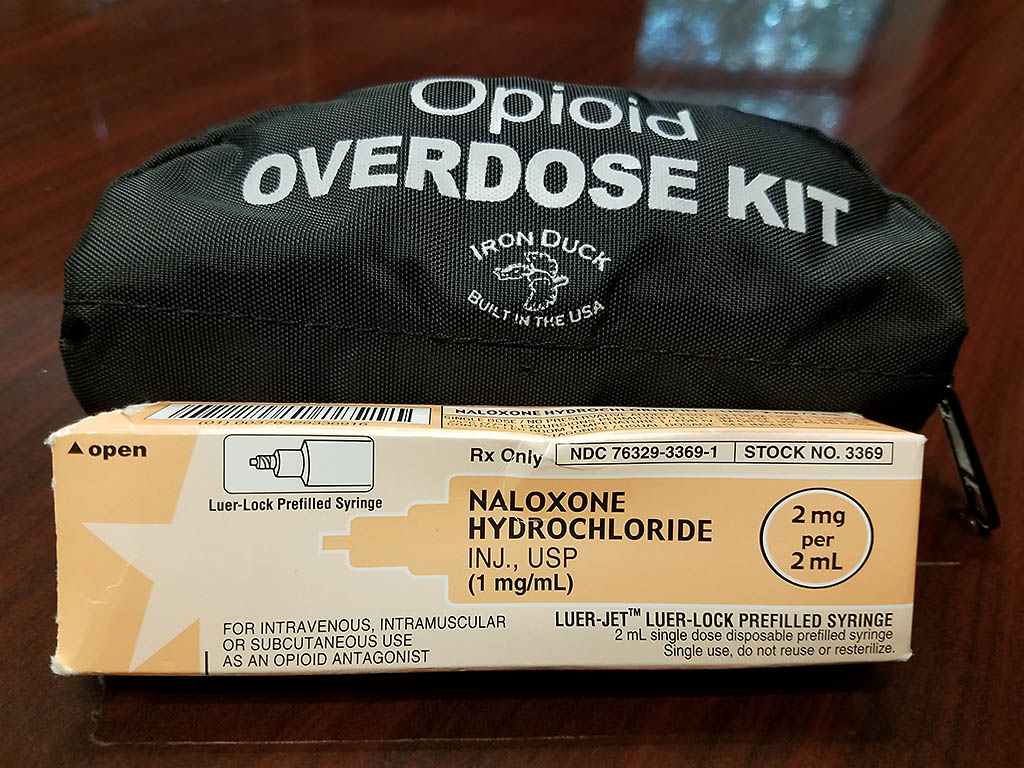 Opioid
OVERDOSE KIT
IRON DUCK
BUILT IN THE USA
NALOXONE
open
Rx Only
NDC 76329-3369-1
STOCK NO. 3369
Luer-Lock Prefilled Syringe
NALOXONE
HYDROCHLORIDE
INJ., USP
(1 mg/mL)
2 mg
per
2 mL
FOR INTRAVENOUS, INTRAMUSCULAR
OR SUBCUTANEOUS USE
AS AN OPIOID ANTAGONIST
LUER-JET™ LUER-LOCK PREFILLED SYRINGE
2 mL single dose disposable prefilled syringe
Single use, do not reuse or resterilize.